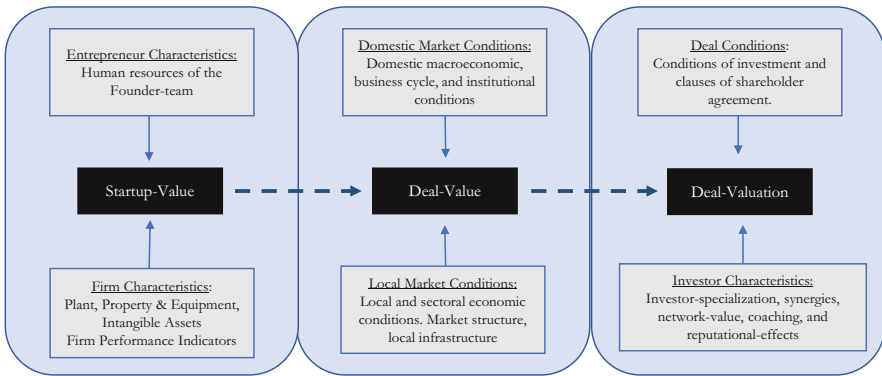 Entrepreneur Characteristics:
Human resources of the
Founder-team
Startup-Value
Firm Characteristics:
Plant, Property & Equipment,
Intangible Assets
Firm Performance Indicators
Domestic Market Conditions:
Domestic macroeconomic,
business cycle, and institutional
conditions
Deal-Value
Local Market Conditions:
Local and sectoral economic
conditions. Market structure,
local infrastructure
Deal Conditions:
Conditions of investment and
clauses of shareholder
agreement.
Deal-Valuation
Investor Characteristics:
Investor-specialization, synergies,
network-value, coaching, and
reputational-effects